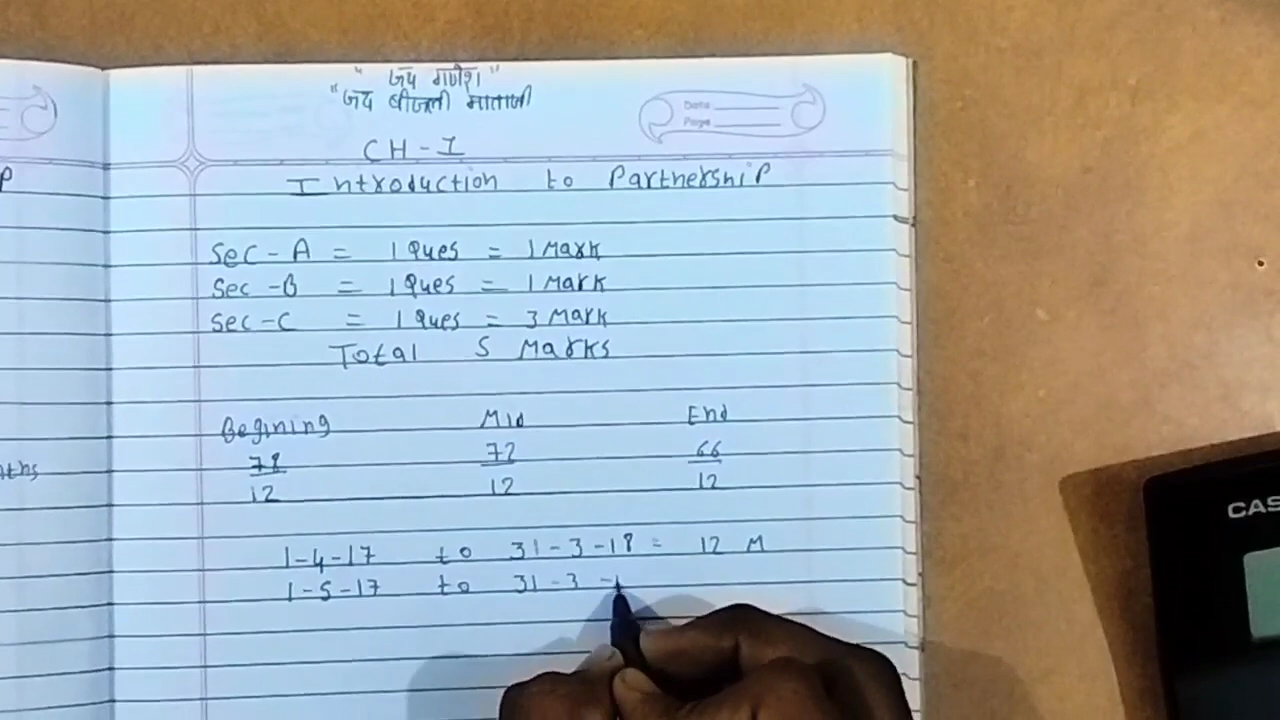 " जय गणेश "
" जय बीजली माताजी
Date
Page
CH - I
P
Introduction to Partnership
Sec - A = 1 Ques = 1 Mark
Sec - B = 1 Ques = 1 Mark
Sec - C = 1 Ques = 3 Mark
Total 5 Marks
Begining Mid End
78 72 66
12 12 12
nths
CAS
1-4-17 to 31-3-18 = 12 M
1-5-17 to 31-3-